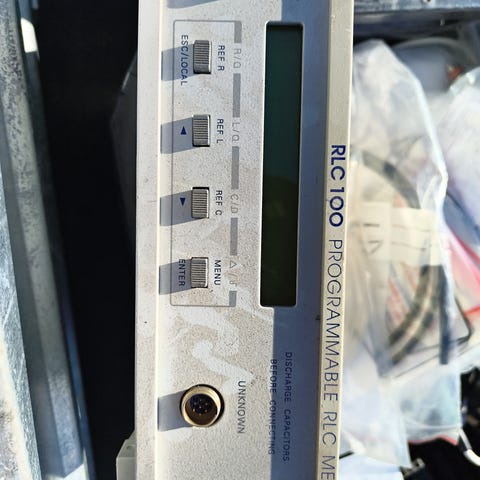 RLC 100 PROGRAMMABLE RLC ME
DISCHARGE CAPACITORS
BEFORE CONNECTING
R/Q
L/Q
C/D
REF R
REF L
REF C
MENU
ESC/LOCAL
◄
►
ENTER
UNKNOWN